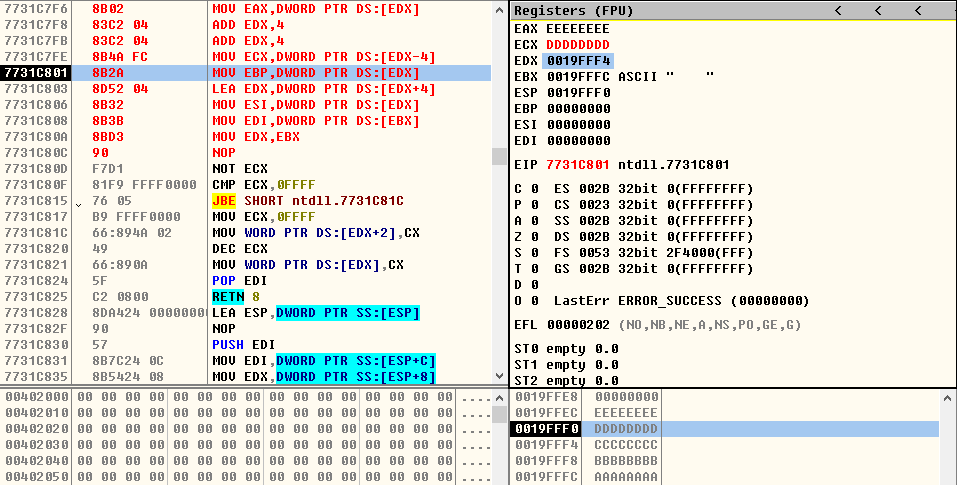 7731C7F6 8B02 MOV EAX,DWORD PTR DS:[EDX]
7731C7F8 83C2 04 ADD EDX,4
7731C7FB 83C2 04 ADD EDX,4
7731C7FE 8B4A FC MOV ECX,DWORD PTR DS:[EDX-4]
7731C801 8B2A MOV EBP,DWORD PTR DS:[EDX]
7731C803 8D52 04 LEA EDX,DWORD PTR DS:[EDX+4]
7731C806 8B32 MOV ESI,DWORD PTR DS:[EDX]
7731C808 8B3B MOV EDI,DWORD PTR DS:[EBX]
7731C80A 8BD3 MOV EDX,EBX
7731C80C 90 NOP
7731C80D F7D1 NOT ECX
7731C80F 81F9 FFFF0000 CMP ECX,0FFFF
7731C815 76 05 JBE SHORT ntdll.7731C81C
7731C817 B9 FFFF0000 MOV ECX,0FFFF
7731C81C 66:894A 02 MOV WORD PTR DS:[EDX+2],CX
7731C820 49 DEC ECX
7731C821 66:890A MOV WORD PTR DS:[EDX],CX
7731C824 5F POP EDI
7731C825 C2 0800 RETN 8
7731C828 8DA424 0000000 LEA ESP,DWORD PTR SS:[ESP]
7731C82F 90 NOP
7731C830 57 PUSH EDI
7731C831 8B7C24 0C MOV EDI,DWORD PTR SS:[ESP+C]
7731C835 8B5424 08 MOV EDX,DWORD PTR SS:[ESP+8]
Registers (FPU) < < <
EAX EEEEEEEE
ECX DDDDDDDD
EDX 0019FFF4
EBX 0019FFFC ASCII "    "
ESP 0019FFF0
EBP 00000000
ESI 00000000
EDI 00000000
EIP 7731C801 ntdll.7731C801
C 0 ES 002B 32bit 0(FFFFFFFF)
P 0 CS 0023 32bit 0(FFFFFFFF)
A 0 SS 002B 32bit 0(FFFFFFFF)
Z 0 DS 002B 32bit 0(FFFFFFFF)
S 0 FS 0053 32bit 2F4000(FFF)
T 0 GS 002B 32bit 0(FFFFFFFF)
D 0
O 0 LastErr ERROR_SUCCESS (00000000)
EFL 00000202 (NO,NB,NE,A,NS,PO,GE,G)
ST0 empty 0.0
ST1 empty 0.0
ST2 empty 0.0
00402000 00 00 00 00 00 00 00 00 00 00 00 00 00 00 00 00 ....
00402010 00 00 00 00 00 00 00 00 00 00 00 00 00 00 00 00 ....
00402020 00 00 00 00 00 00 00 00 00 00 00 00 00 00 00 00 ....
00402030 00 00 00 00 00 00 00 00 00 00 00 00 00 00 00 00 ....
00402040 00 00 00 00 00 00 00 00 00 00 00 00 00 00 00 00 ....
00402050 00 00 00 00 00 00 00 00 00 00 00 00 00 00 00 00 ....
0019FFE8 00000000
0019FFEC EEEEEEEE
0019FFF0 DDDDDDDD
0019FFF4 CCCCCCCC
0019FFF8 BBBBBBBB
0019FFFC AAAAAAAA